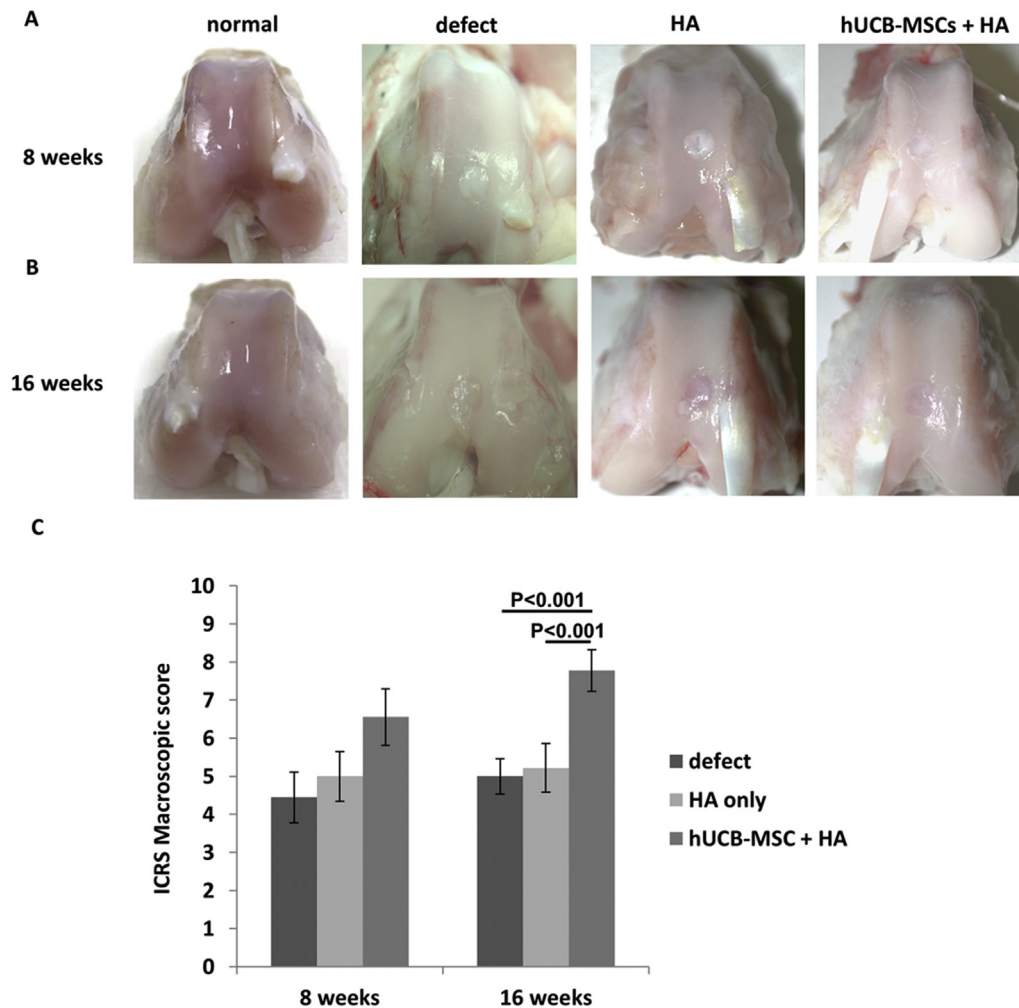 A
normal
defect
HA
hUCB-MSCs + HA
8 weeks
B
16 weeks
C
10
9
8
7
6
5
4
3
2
1
0
ICRS Macroscopic score
P<0.001
P<0.001
defect
HA only
hUCB-MSC + HA
8 weeks
16 weeks